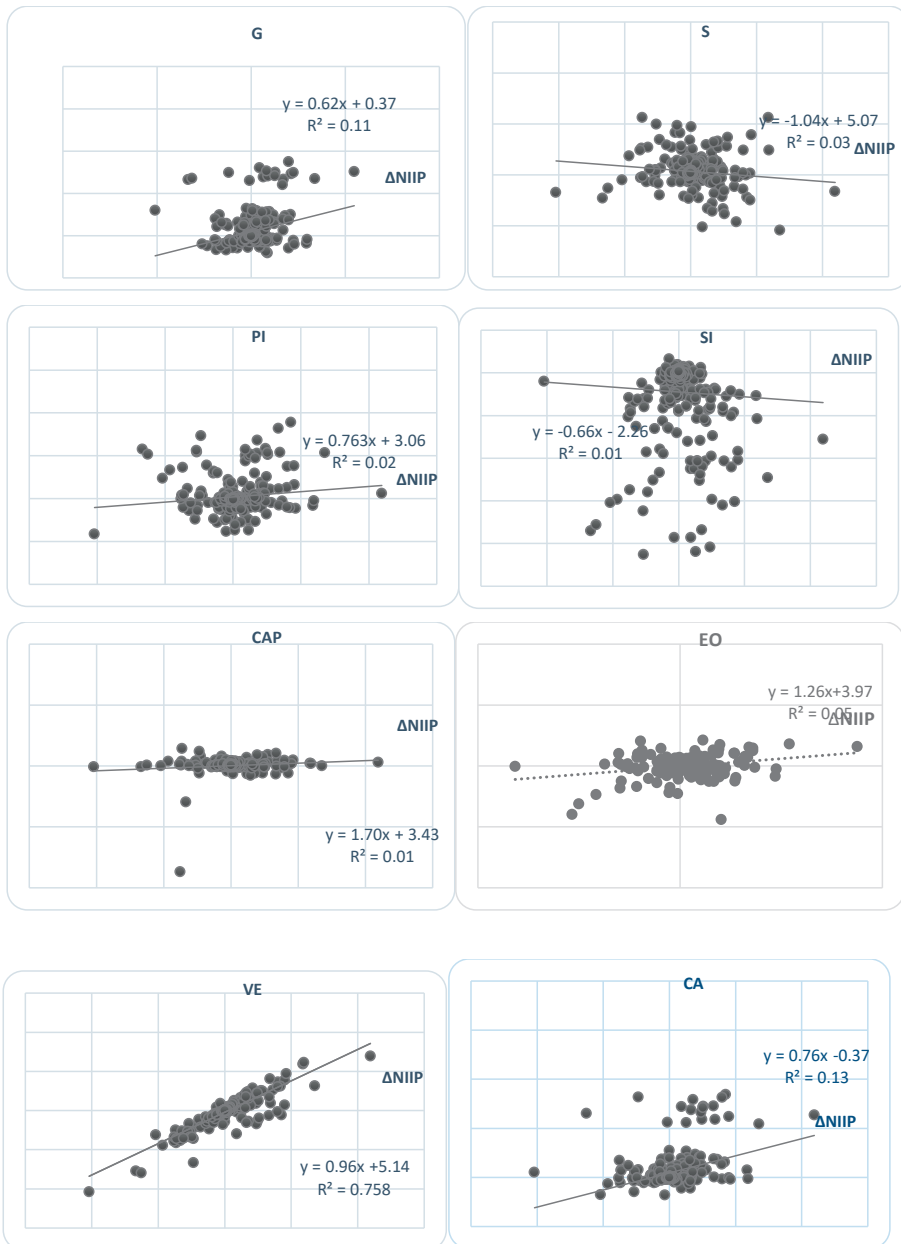 G
y = 0.62x + 0.37
R² = 0.11
ΔNIIP
S
y = -1.04x + 5.07
R² = 0.03
ΔNIIP
PI
y = 0.763x + 3.06
R² = 0.02
ΔNIIP
SI
ΔNIIP
y = -0.66x - 2.26
R² = 0.01
CAP
ΔNIIP
y = 1.70x + 3.43
R² = 0.01
EO
y = 1.26x+3.97
R² = 0.05
ΔNIIP
VE
ΔNIIP
y = 0.96x +5.14
R² = 0.758
CA
y = 0.76x -0.37
R² = 0.13
ΔNIIP